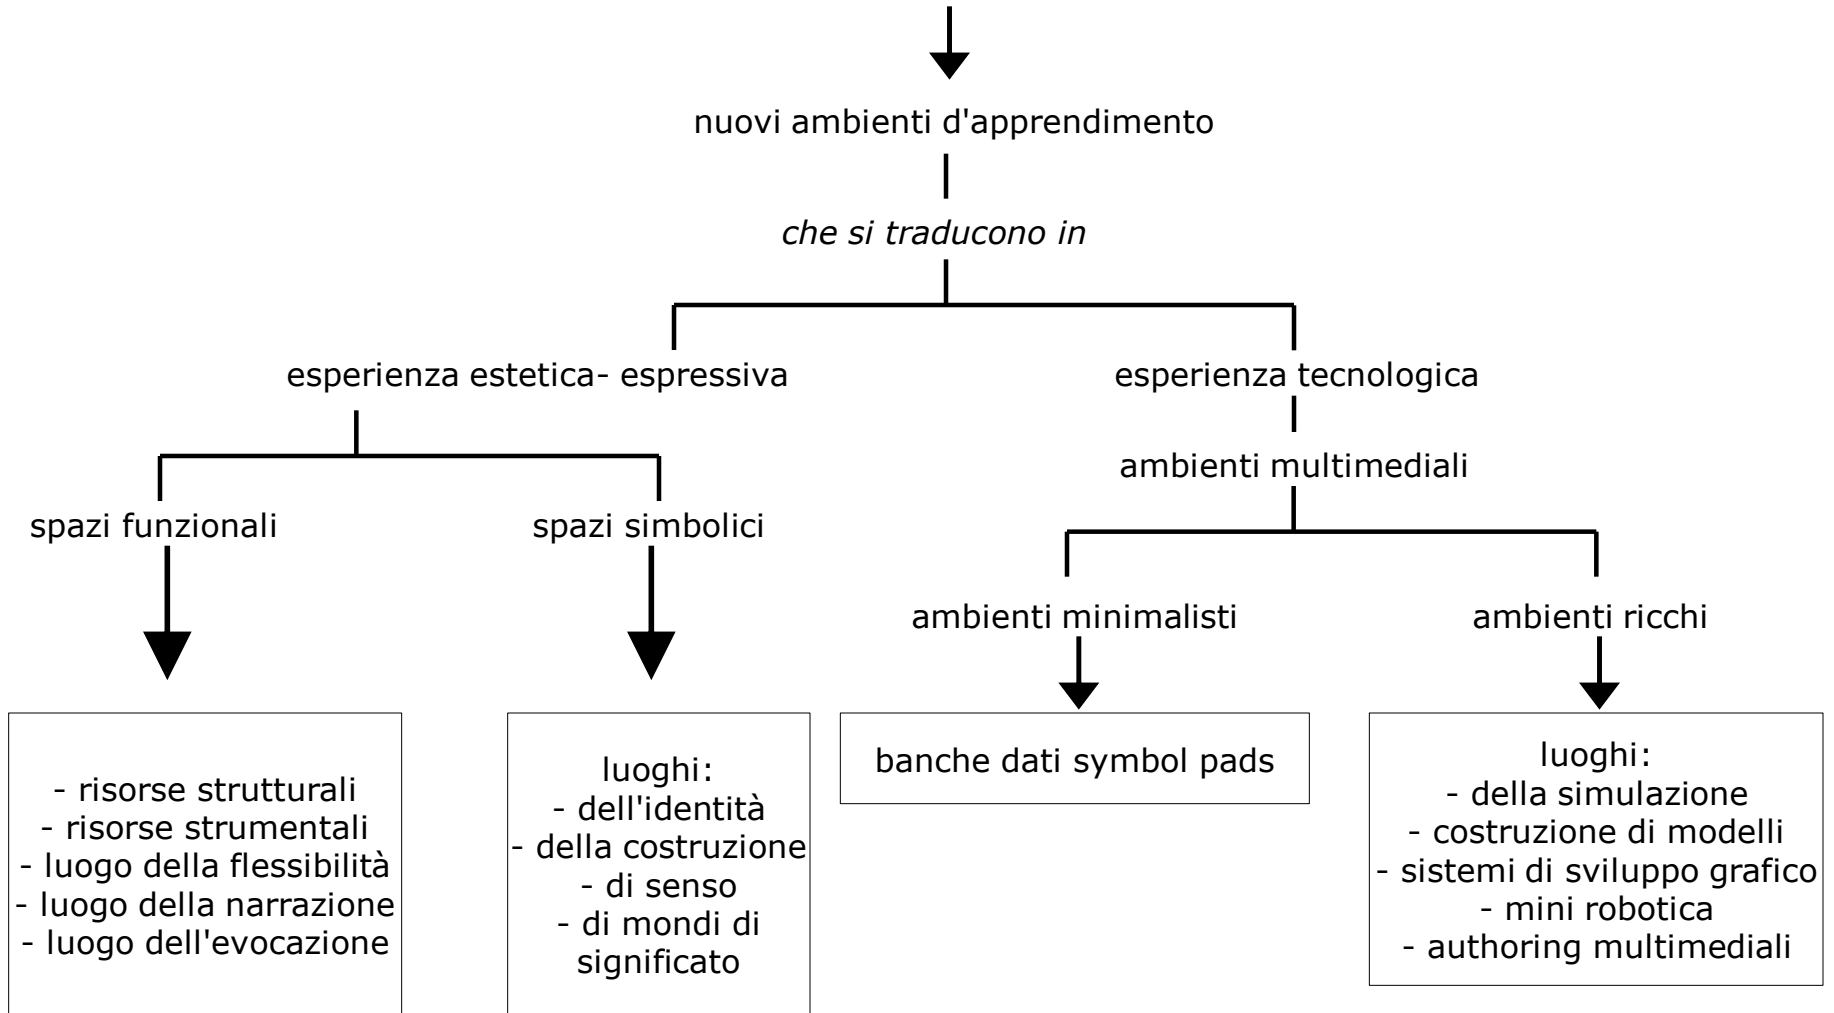 nuovi ambienti d'apprendimento
che si traducono in
esperienza estetica- espressiva
esperienza tecnologica
ambienti multimediali
spazi funzionali
spazi simbolici
ambienti minimalisti
ambienti ricchi
- risorse strutturali
- risorse strumentali
- luogo della flessibilità
- luogo della narrazione
- luogo dell'evocazione
luoghi:
- dell'identità
- della costruzione
- di senso
- di mondi di
significato
banche dati symbol pads
luoghi:
- della simulazione
- costruzione di modelli
- sistemi di sviluppo grafico
- mini robotica
- authoring multimediali